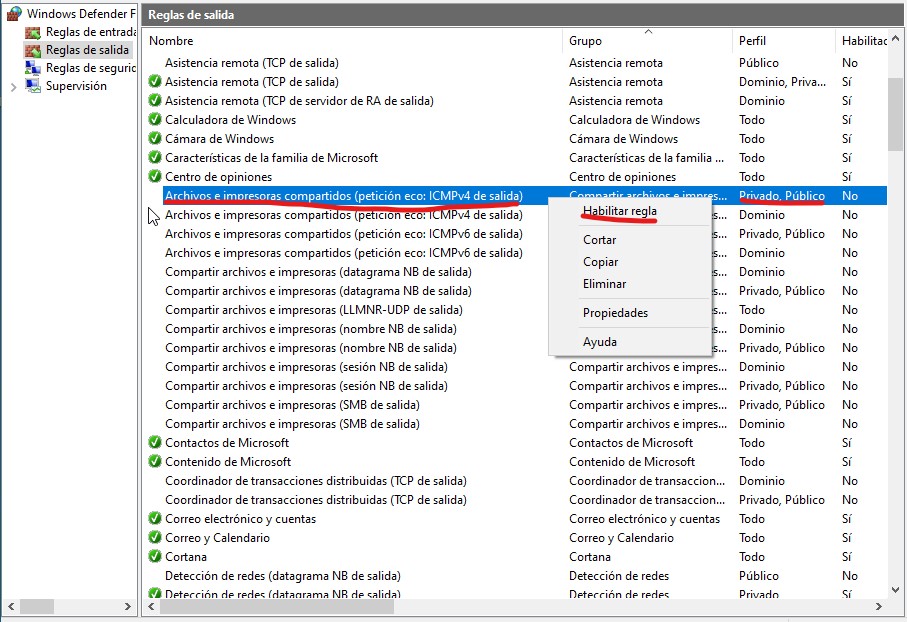 Windows Defender F
Reglas de entrada
Reglas de salida
Reglas de seguric
Supervisión
Reglas de salida
Nombre Grupo Perfil Habilitac
Asistencia remota (TCP de salida) Asistencia remota Público No
Asistencia remota (TCP de salida) Asistencia remota Dominio, Priva... Sí
Asistencia remota (TCP de servidor de RA de salida) Asistencia remota Dominio Sí
Calculadora de Windows Calculadora de Windows Todo Sí
Cámara de Windows Cámara de Windows Todo Sí
Características de la familia de Microsoft Características de la familia ... Todo Sí
Centro de opiniones Centro de opiniones Todo Sí
Archivos e impresoras compartidos (petición eco: ICMPv4 de salida) Compartir archivos e impres... Privado, Público No
Archivos e impresoras compartidos (petición eco: ICMPv4 de salida) Dominio No
Archivos e impresoras compartidos (petición eco: ICMPv6 de salida) Privado, Público No
Archivos e impresoras compartidos (petición eco: ICMPv6 de salida) Dominio No
Compartir archivos e impresoras (datagrama NB de salida) Dominio No
Compartir archivos e impresoras (datagrama NB de salida) Privado, Público No
Compartir archivos e impresoras (LLMNR-UDP de salida) Todo No
Compartir archivos e impresoras (nombre NB de salida) Dominio No
Compartir archivos e impresoras (nombre NB de salida) Privado, Público No
Compartir archivos e impresoras (sesión NB de salida) Compartir archivos e impres... Dominio No
Compartir archivos e impresoras (sesión NB de salida) Compartir archivos e impres... Privado, Público No
Compartir archivos e impresoras (SMB de salida) Compartir archivos e impres... Privado, Público No
Compartir archivos e impresoras (SMB de salida) Compartir archivos e impres... Dominio No
Contactos de Microsoft Contactos de Microsoft Todo Sí
Contenido de Microsoft Contenido de Microsoft Todo Sí
Coordinador de transacciones distribuidas (TCP de salida) Coordinador de transaccion... Dominio No
Coordinador de transacciones distribuidas (TCP de salida) Coordinador de transaccion... Privado, Público No
Correo electrónico y cuentas Correo electrónico y cuentas Todo Sí
Correo y Calendario Correo y Calendario Todo Sí
Cortana Cortana Todo Sí
Detección de redes (datagrama NB de salida) Detección de redes Público No
Detección de redes (datagrama NB de salida) Detección de redes Privado Sí
Habilitar regla
Cortar
Copiar
Eliminar
Propiedades
Ayuda